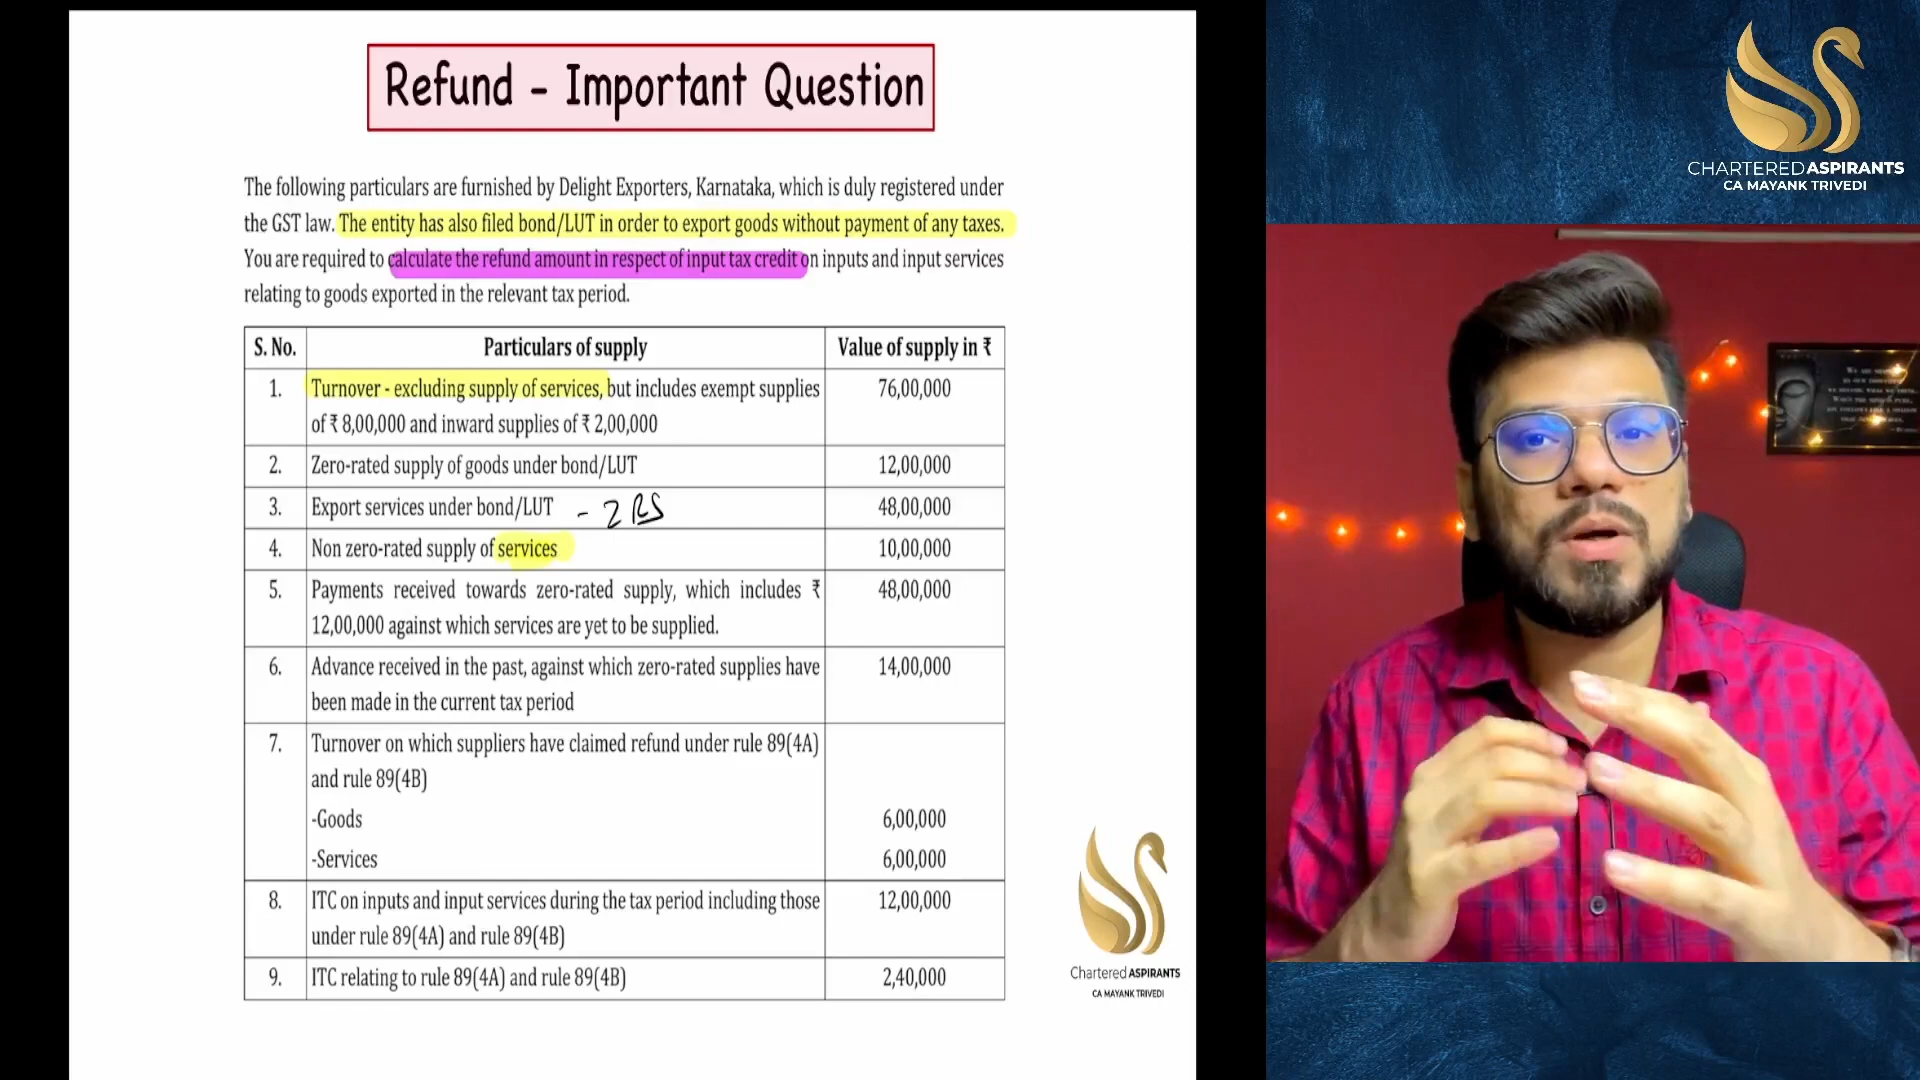 Refund - Important Question
The following particulars are furnished by Delight Exporters, Karnataka, which is duly registered under
the GST law. The entity has also filed bond/LUT in order to export goods without payment of any taxes.
You are required to calculate the refund amount in respect of input tax credit on inputs and input services
relating to goods exported in the relevant tax period.
S. No. Particulars of supply Value of supply in ₹
1. Turnover - excluding supply of services, but includes exempt supplies 76,00,000
of ₹ 8,00,000 and inward supplies of ₹ 2,00,000
2. Zero-rated supply of goods under bond/LUT 12,00,000
3. Export services under bond/LUT - ZRS 48,00,000
4. Non zero-rated supply of services 10,00,000
5. Payments received towards zero-rated supply, which includes ₹ 48,00,000
12,00,000 against which services are yet to be supplied.
6. Advance received in the past, against which zero-rated supplies have 14,00,000
been made in the current tax period
7. Turnover on which suppliers have claimed refund under rule 89(4A)
and rule 89(4B)
-Goods 6,00,000
-Services 6,00,000
8. ITC on inputs and input services during the tax period including those 12,00,000
under rule 89(4A) and rule 89(4B)
9. ITC relating to rule 89(4A) and rule 89(4B) 2,40,000
Chartered ASPIRANTS
CA MAYANK TRIVEDI
CHARTERED ASPIRANTS
CA MAYANK TRIVEDI